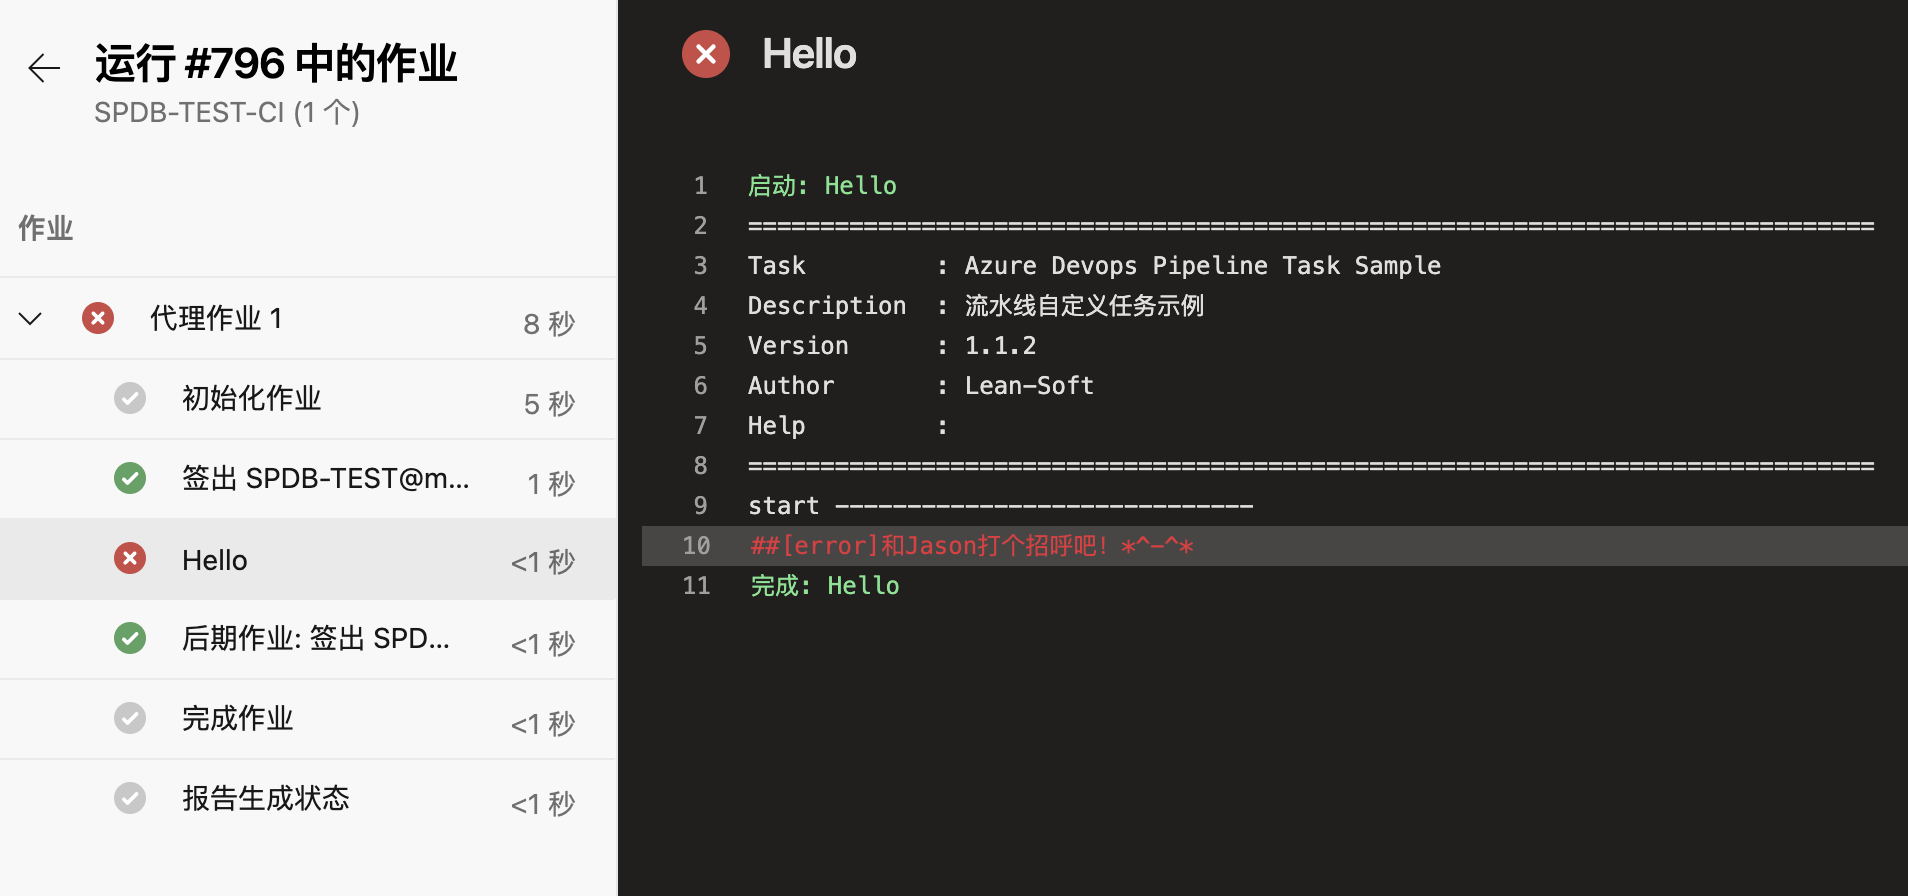 运行 #796 中的作业
SPDB-TEST-CI (1 个)
作业
代理作业 1 8 秒
初始化作业 5 秒
签出 SPDB-TEST@m... 1 秒
Hello <1 秒
后期作业: 签出 SPD... <1 秒
完成作业 <1 秒
报告生成状态 <1 秒
Hello
1 启动: Hello
2 ==============================================================================
3 Task : Azure Devops Pipeline Task Sample
4 Description : 流水线自定义任务示例
5 Version : 1.1.2
6 Author : Lean-Soft
7 Help :
8 ==============================================================================
9 start -----------------------------
10 ##[error]和Jason打个招呼吧！*^-^*
11 完成: Hello